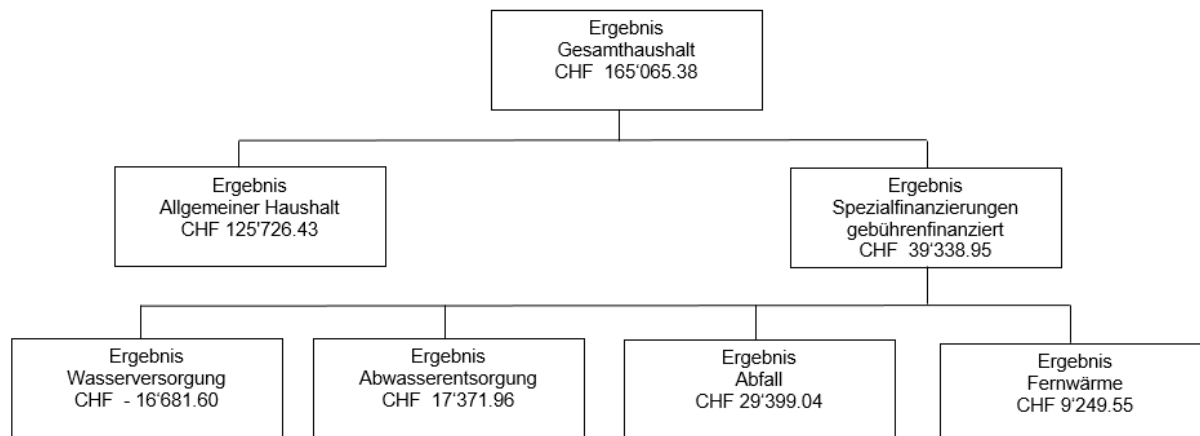 Ergebnis
Gesamthaushalt
CHF  165‘065.38
Ergebnis
Allgemeiner Haushalt
CHF 125'726.43
Ergebnis
Spezialfinanzierungen
gebührenfinanziert
CHF  39‘338.95
Ergebnis
Wasserversorgung
CHF  - 16‘681.60
Ergebnis
Abwasserentsorgung
CHF  17‘371.96
Ergebnis
Abfall
CHF 29‘399.04
Ergebnis
Fernwärme
CHF 9‘249.55